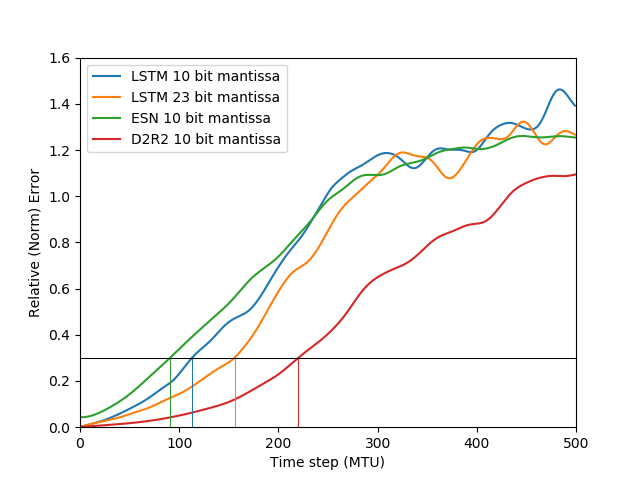 1.6
1.4
1.2
1.0
0.8
0.6
0.4
0.2
0.0
Relative (Norm) Error
LSTM 10 bit mantissa
LSTM 23 bit mantissa
ESN 10 bit mantissa
D2R2 10 bit mantissa
0 100 200 300 400 500
Time step (MTU)